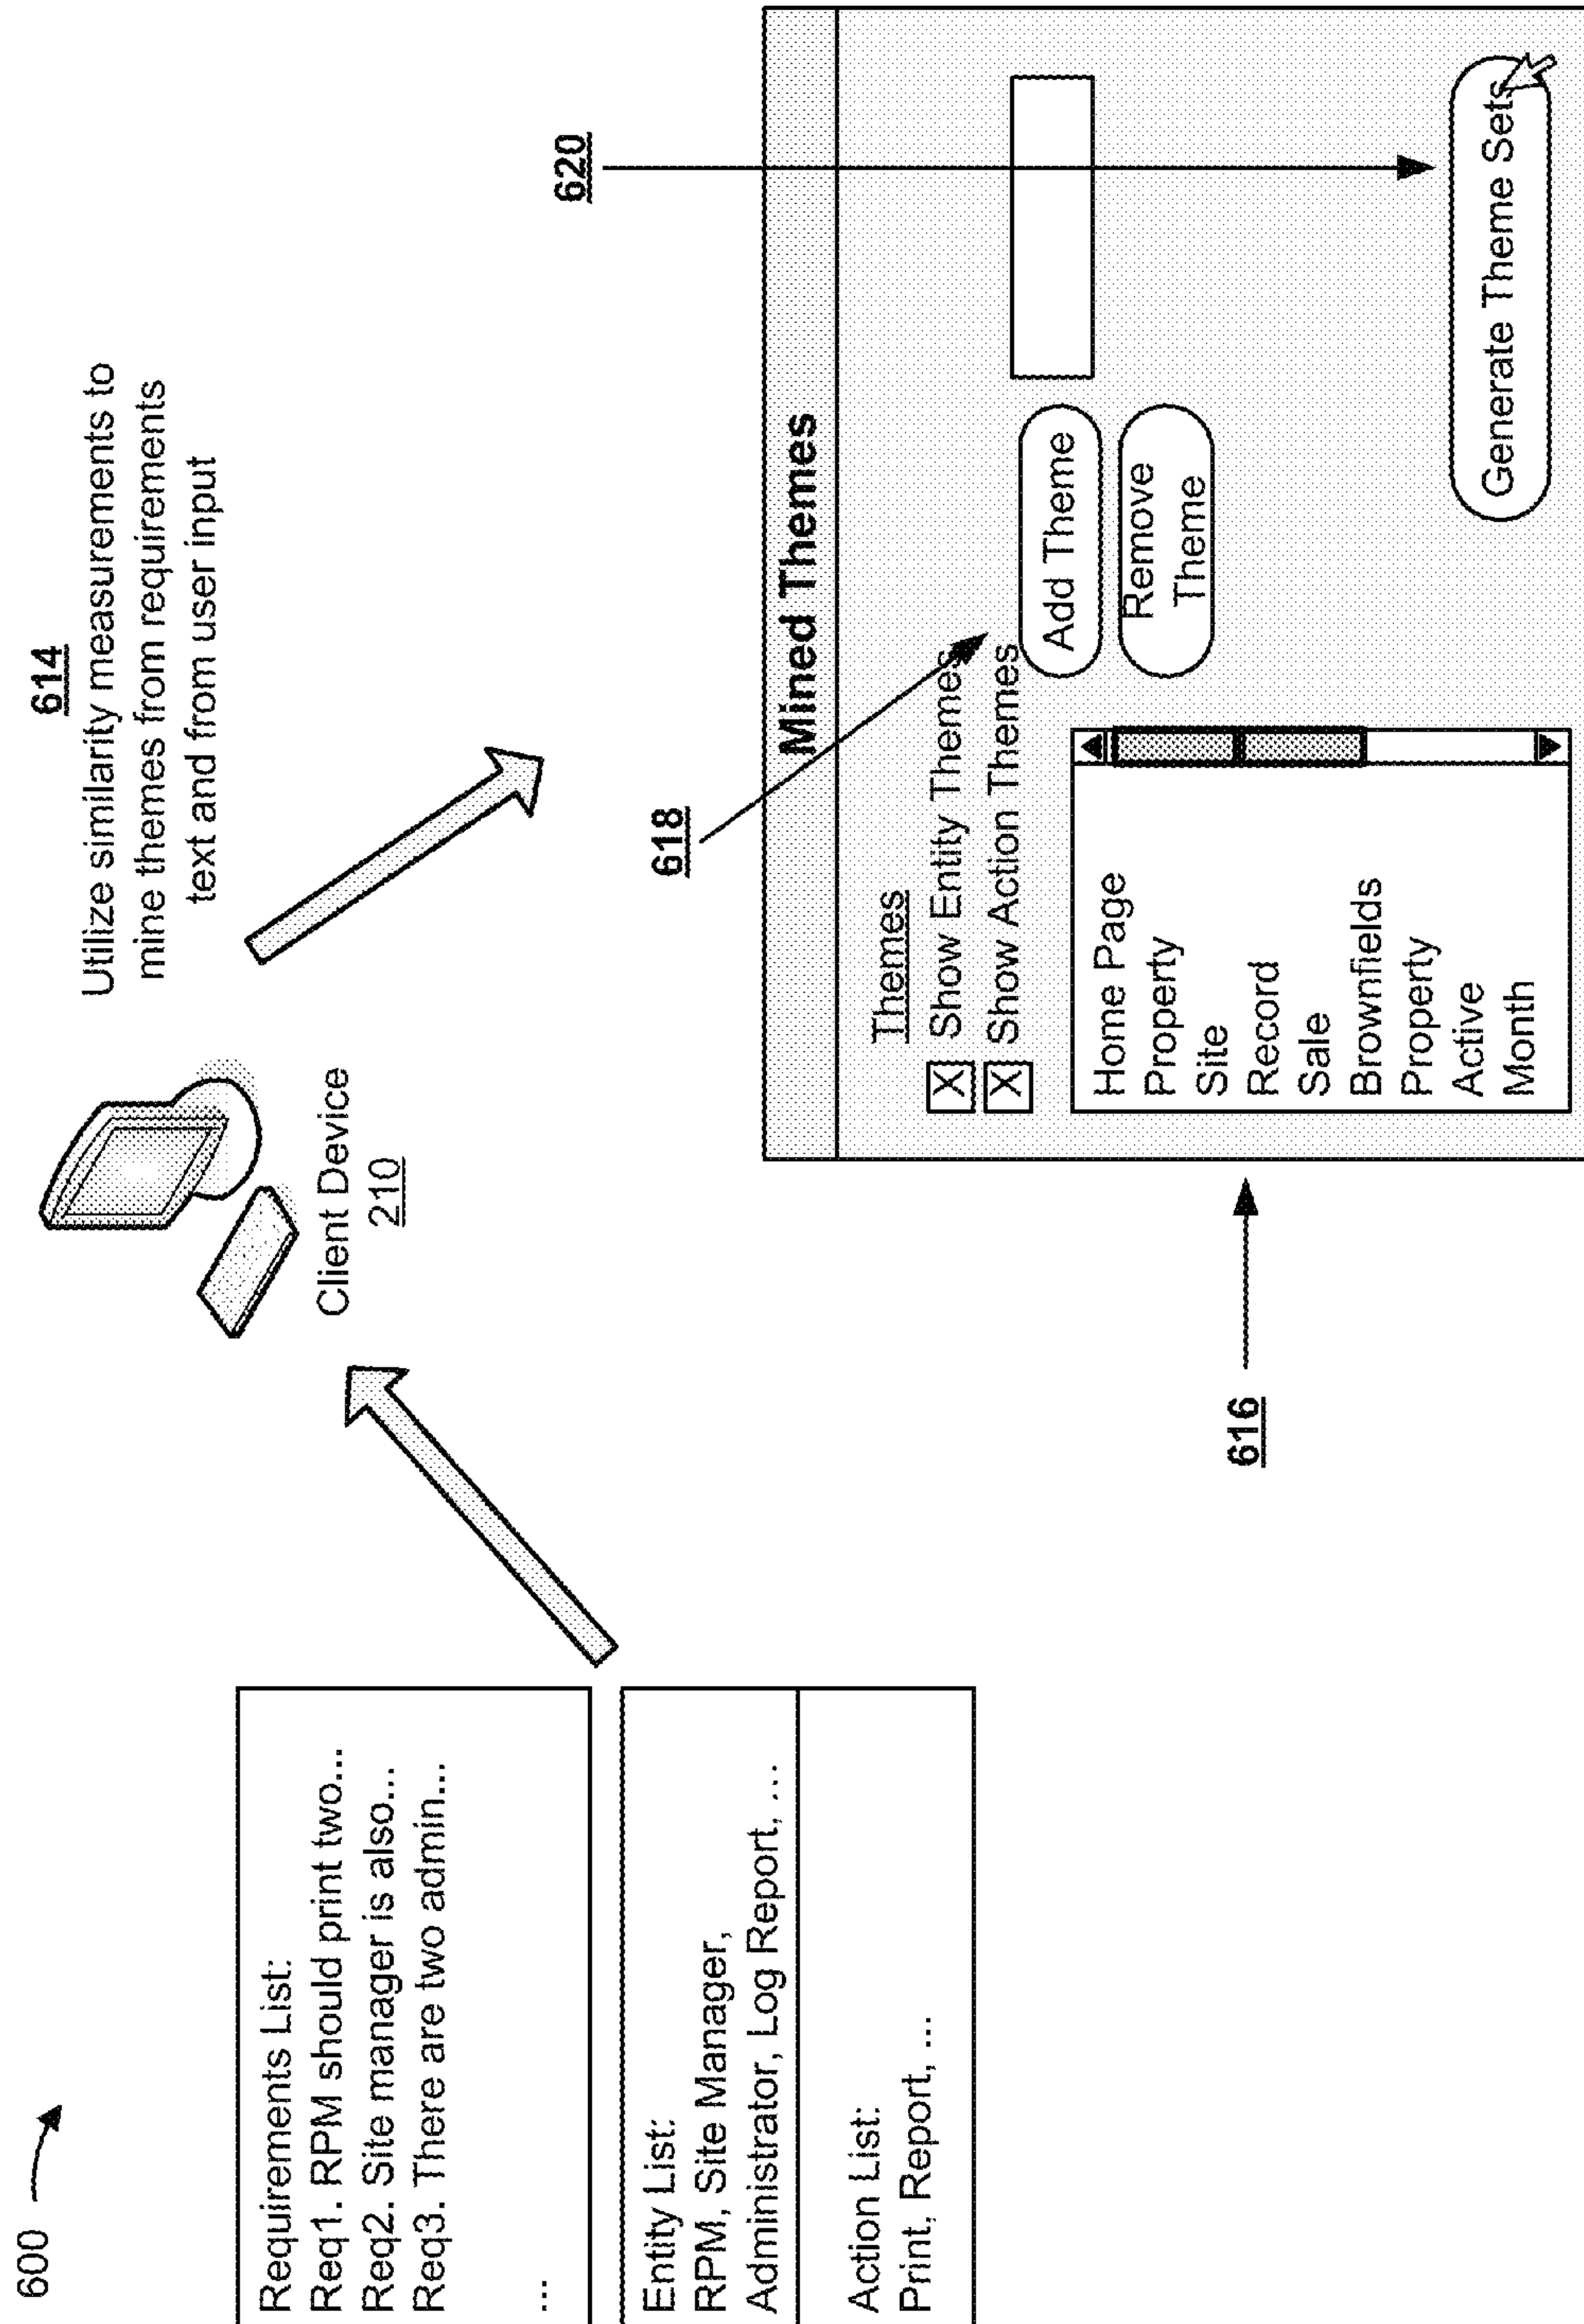 600
Requirements List:
Req1. RPM should print two...
Req2. Site manager is also...
Req3. There are two admin...
...
Entity List:
RPM, Site Manager,
Administrator, Log Report, ...
Action List:
Print, Report, ...
Client Device
210
614
Utilize similarity measurements to
mine themes from requirements
text and from user input
616
618
620
Mined Themes
Themes
X Show Entity Themes
X Show Action Themes
Home Page
Property
Site
Record
Sale
Brownfields
Property
Active
Month
Add Theme
Remove
Theme
Generate Theme Sets